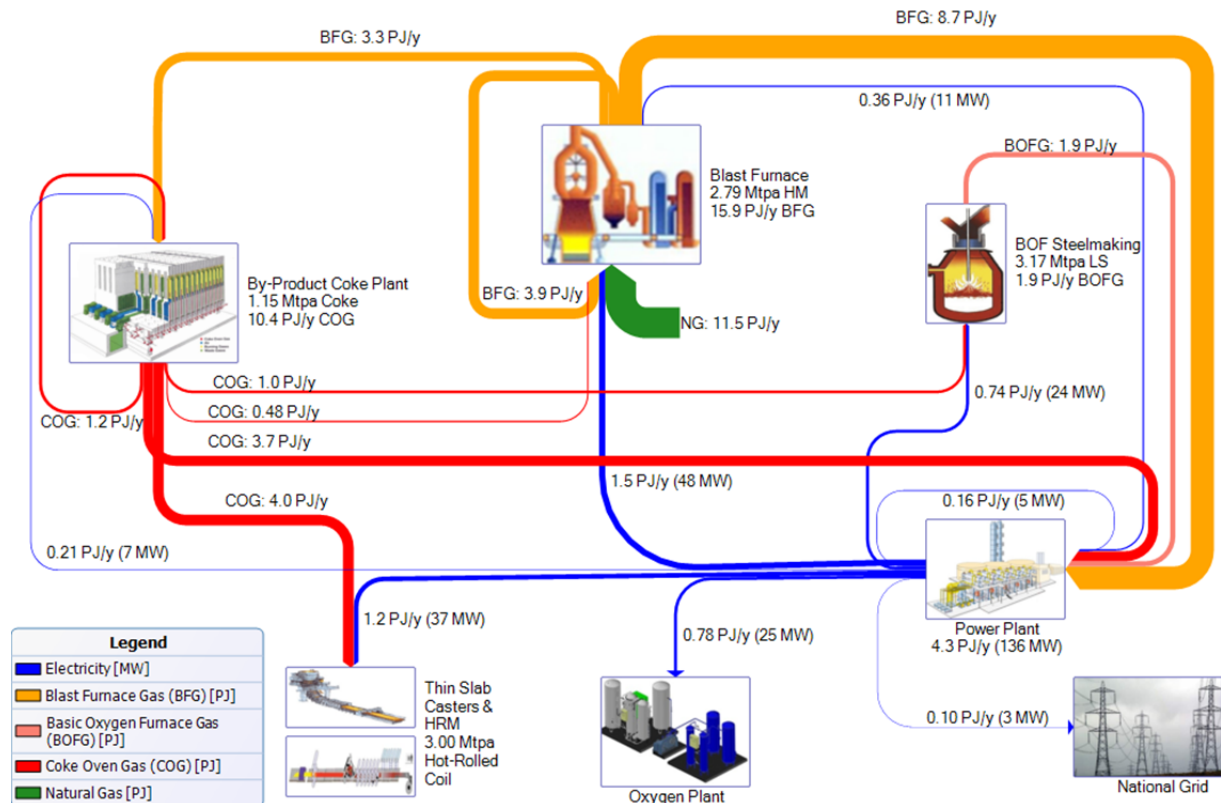 BFG: 3.3 PJ/y
BFG: 8.7 PJ/y
0.36 PJ/y (11 MW)
BOFG: 1.9 PJ/y
Blast Furnace
2.79 Mtpa HM
15.9 PJ/y BFG
BOF Steelmaking
3.17 Mtpa LS
1.9 PJ/y BOFG
By-Product Coke Plant
1.15 Mtpa Coke
10.4 PJ/y COG
BFG: 3.9 PJ/y
NG: 11.5 PJ/y
COG: 1.0 PJ/y
0.74 PJ/y (24 MW)
COG: 0.48 PJ/y
COG: 1.2 PJ/y
COG: 3.7 PJ/y
1.5 PJ/y (48 MW)
COG: 4.0 PJ/y
0.16 PJ/y (5 MW)
0.21 PJ/y (7 MW)
1.2 PJ/y (37 MW)
0.78 PJ/y (25 MW)
Power Plant
4.3 PJ/y (136 MW)
0.10 PJ/y (3 MW)
Legend
Electricity [MW]
Blast Furnace Gas (BFG) [PJ]
Basic Oxygen Furnace Gas
(BOFG) [PJ]
Coke Oven Gas (COG) [PJ]
Natural Gas [PJ]
Thin Slab
Casters &
HRM
3.00 Mtpa
Hot-Rolled
Coil
Oxygen Plant
National Grid